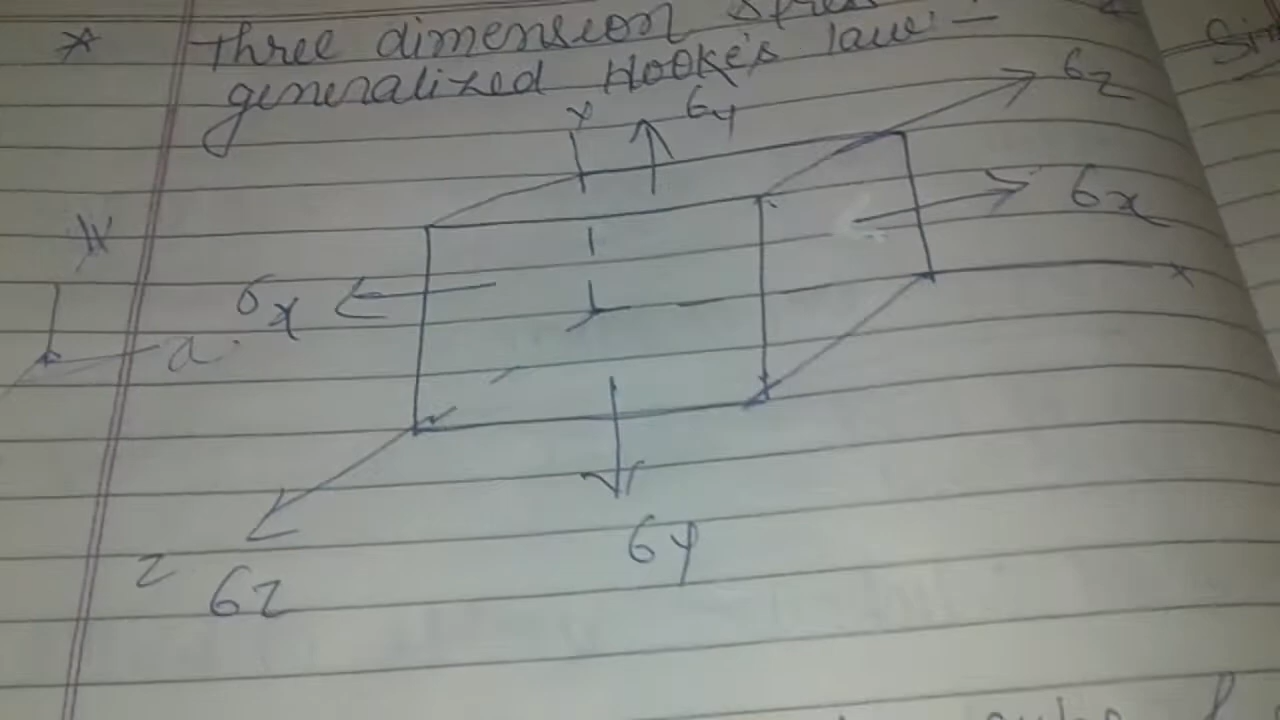 * Three dimension
generalized Hooke's law:-
σz
y σy
σx
σx
x
a.
σy
z σz